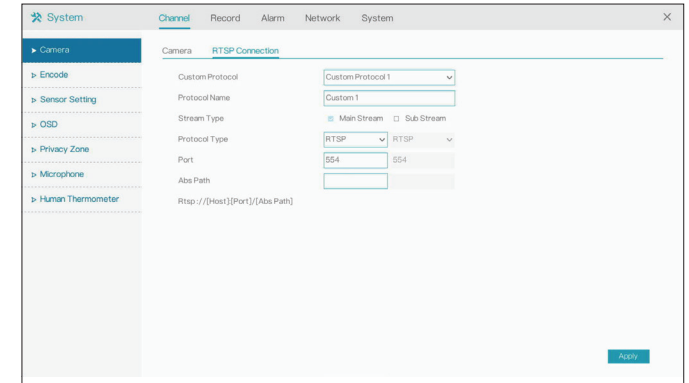 System Channel Record Alarm Network System ×
Camera
Encode
Sensor Setting
OSD
Privacy Zone
Microphone
Human Thermometer
Camera RTSP Connection
Custom Protocol Custom Protocol 1
Protocol Name Custom 1
Stream Type Main Stream Sub Stream
Protocol Type RTSP RTSP
Port 554 554
Abs Path
Rtsp://[Host]:[Port]/[Abs Path]
Apply